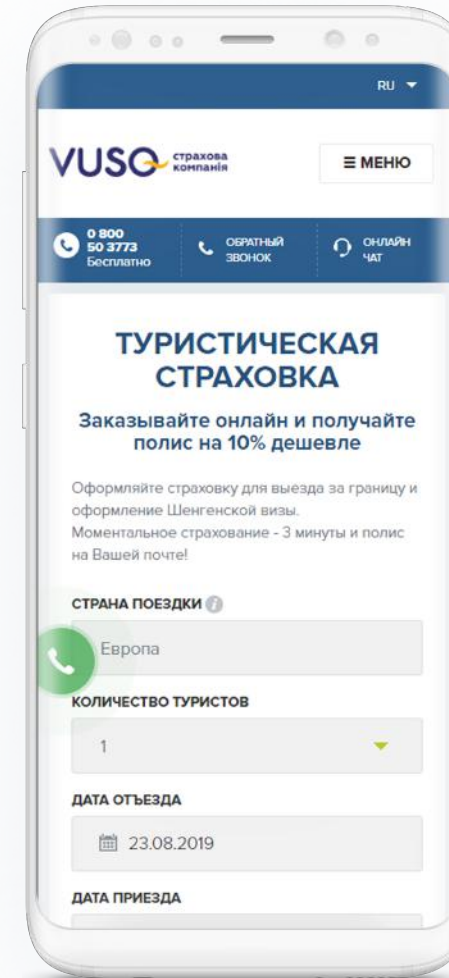 RU
VUSO страхова
компанія
МЕНЮ
0 800
50 3773
Бесплатно
ОБРАТНЫЙ
ЗВОНОК
ОНЛАЙН
ЧАТ
ТУРИСТИЧЕСКАЯ
СТРАХОВКА
Заказывайте онлайн и получайте
полис на 10% дешевле
Оформляйте страховку для выезда за границу и
оформление Шенгенской визы.
Моментальное страхование - 3 минуты и полис
на Вашей почте!
СТРАНА ПОЕЗДКИ
Европа
КОЛИЧЕСТВО ТУРИСТОВ
1
ДАТА ОТЪЕЗДА
23.08.2019
ДАТА ПРИЕЗДА